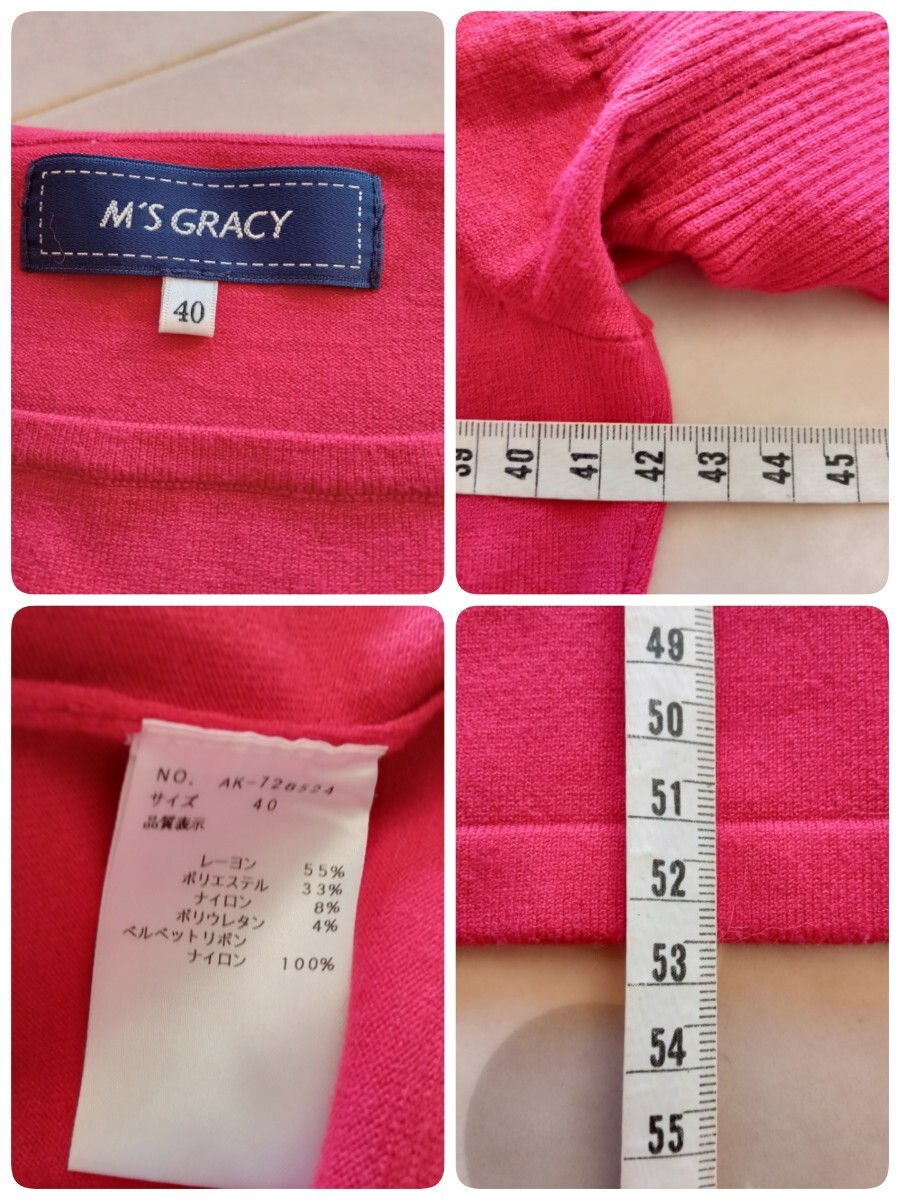 M'S GRACY
40
39 40 41 42 43 44 45
NO. AK-728524
サイズ 40
品質表示
レーヨン 55%
ポリエステル 33%
ナイロン 8%
ポリウレタン 4%
ベルベットリボン
ナイロン 100%
49
50
51
52
53
54
55